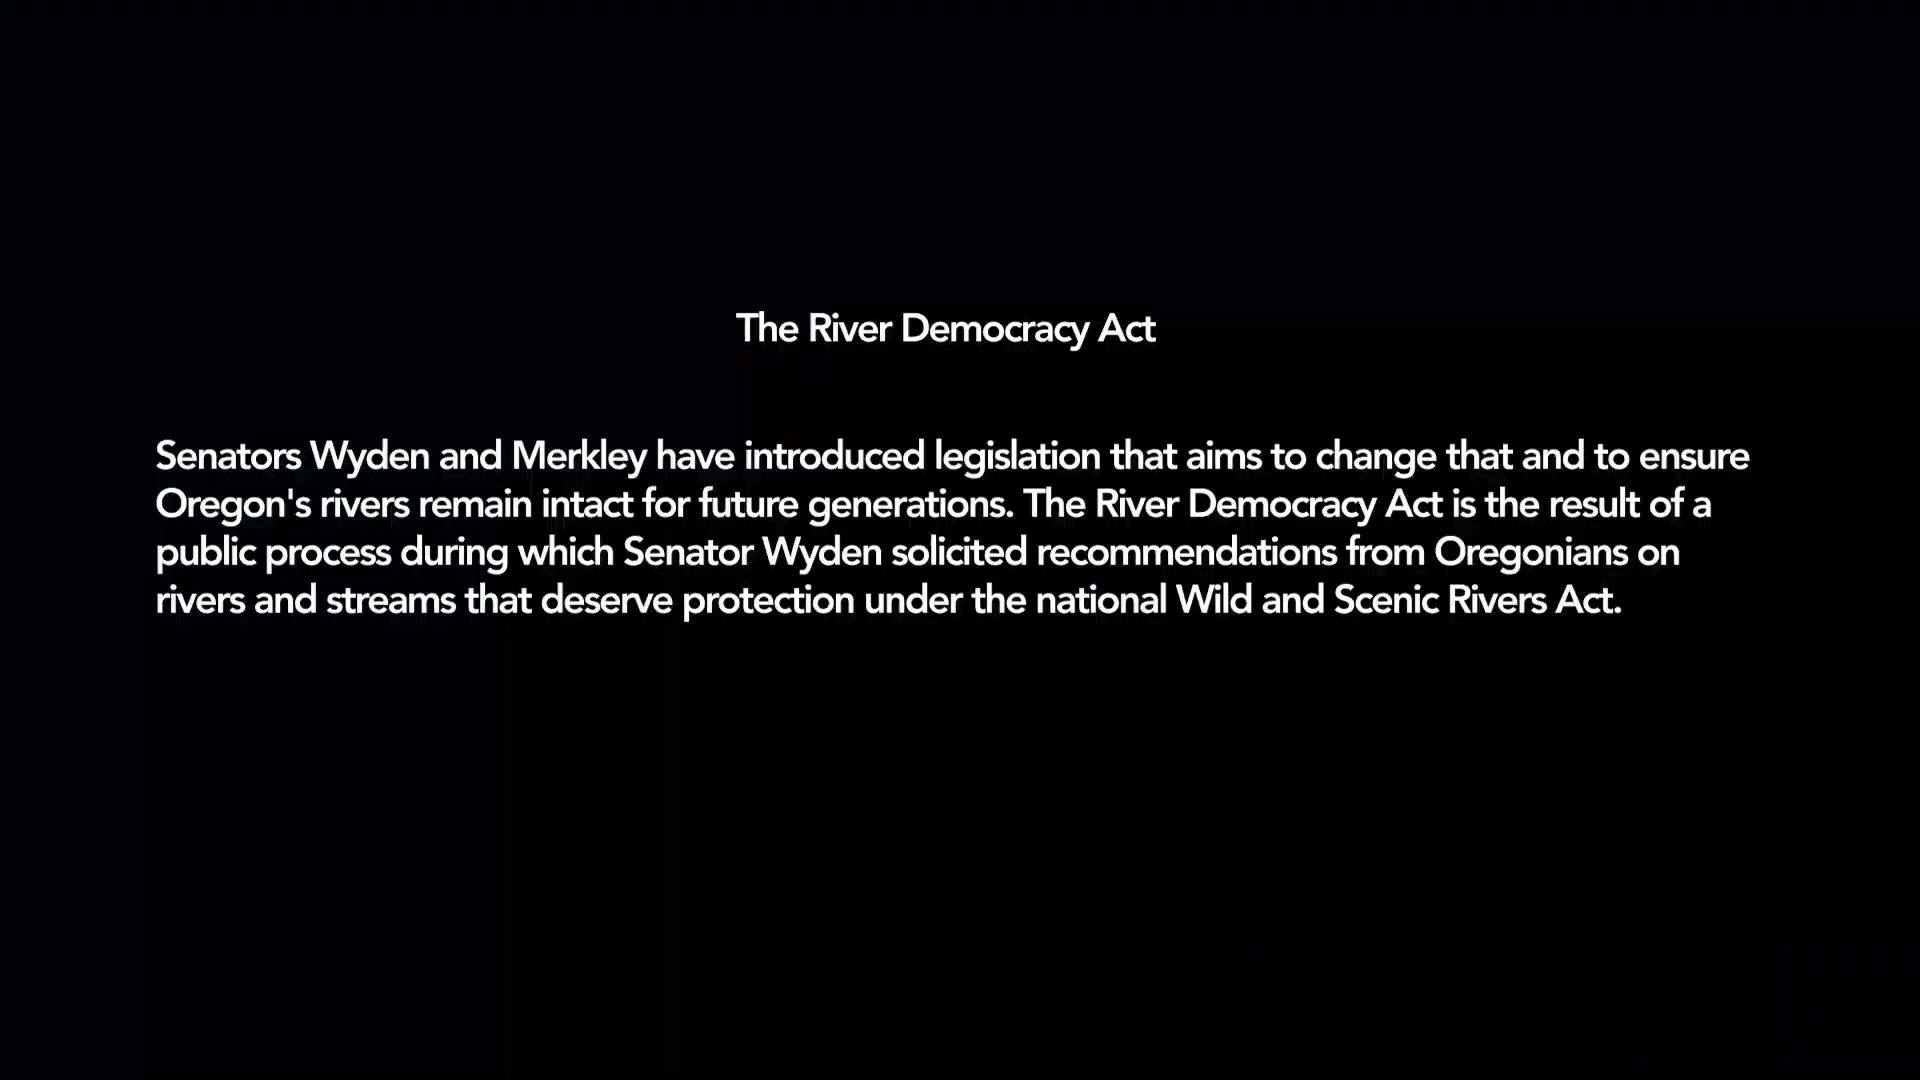 The River Democracy Act
Senators Wyden and Merkley have introduced legislation that aims to change that and to ensure
Oregon's rivers remain intact for future generations. The River Democracy Act is the result of a
public process during which Senator Wyden solicited recommendations from Oregonians on
rivers and streams that deserve protection under the national Wild and Scenic Rivers Act.